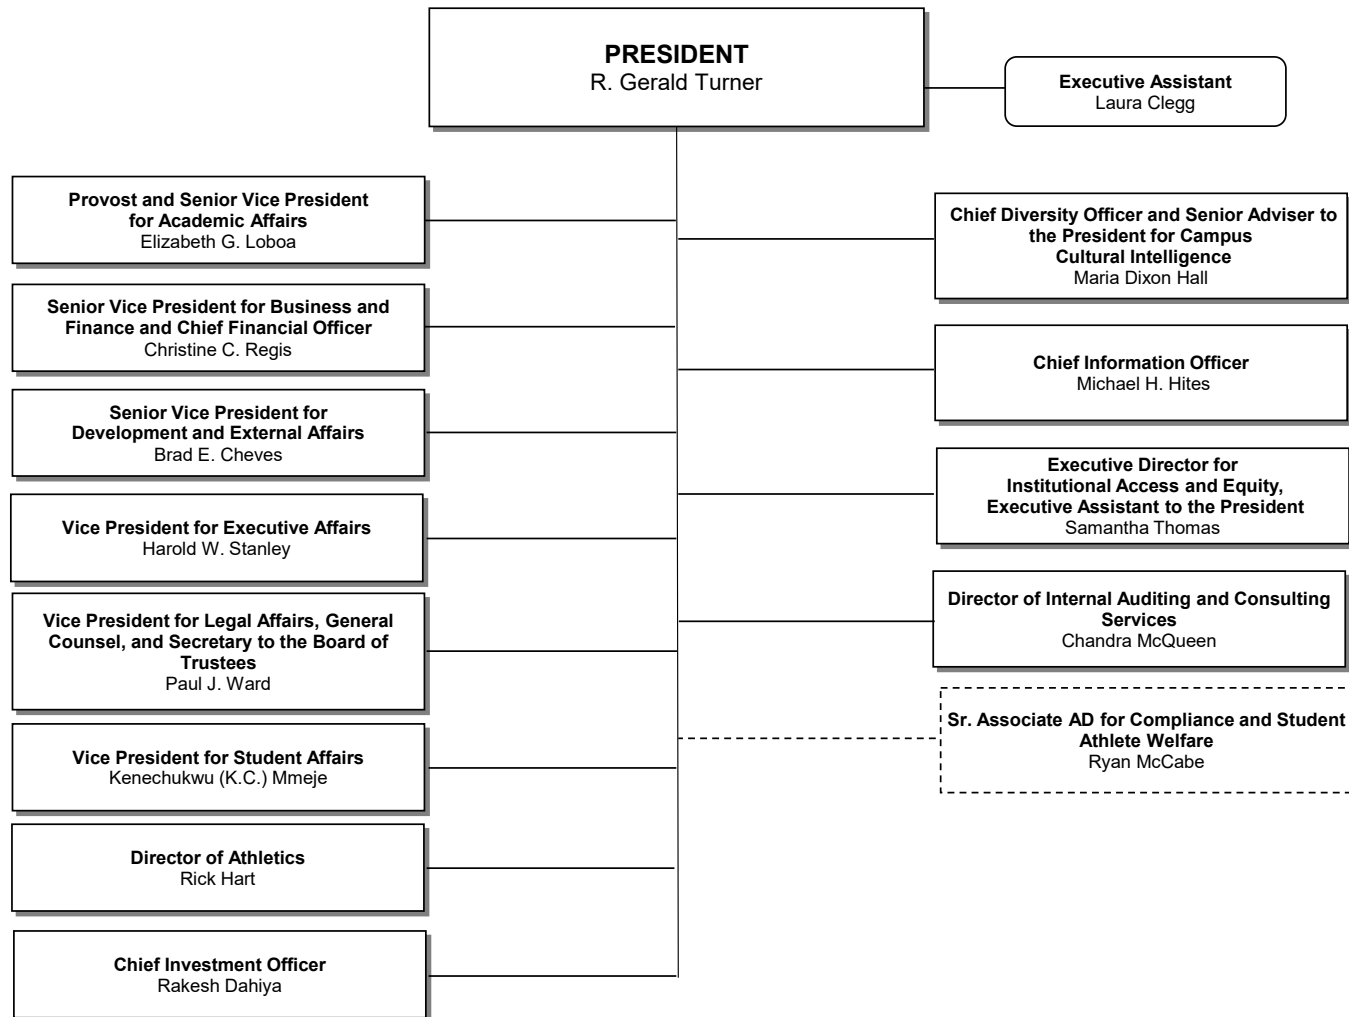 PRESIDENT
R. Gerald Turner
Executive Assistant
Laura Clegg
Provost and Senior Vice President
for Academic Affairs
Elizabeth G. Loboa
Senior Vice President for Business and
Finance and Chief Financial Officer
Christine C. Regis
Senior Vice President for
Development and External Affairs
Brad E. Cheves
Vice President for Executive Affairs
Harold W. Stanley
Vice President for Legal Affairs, General
Counsel, and Secretary to the Board of
Trustees
Paul J. Ward
Vice President for Student Affairs
Kenechukwu (K.C.) Mmeje
Director of Athletics
Rick Hart
Chief Investment Officer
Rakesh Dahiya
Chief Diversity Officer and Senior Adviser to
the President for Campus
Cultural Intelligence
Maria Dixon Hall
Chief Information Officer
Michael H. Hites
Executive Director for
Institutional Access and Equity,
Executive Assistant to the President
Samantha Thomas
Director of Internal Auditing and Consulting
Services
Chandra McQueen
Sr. Associate AD for Compliance and Student
Athlete Welfare
Ryan McCabe